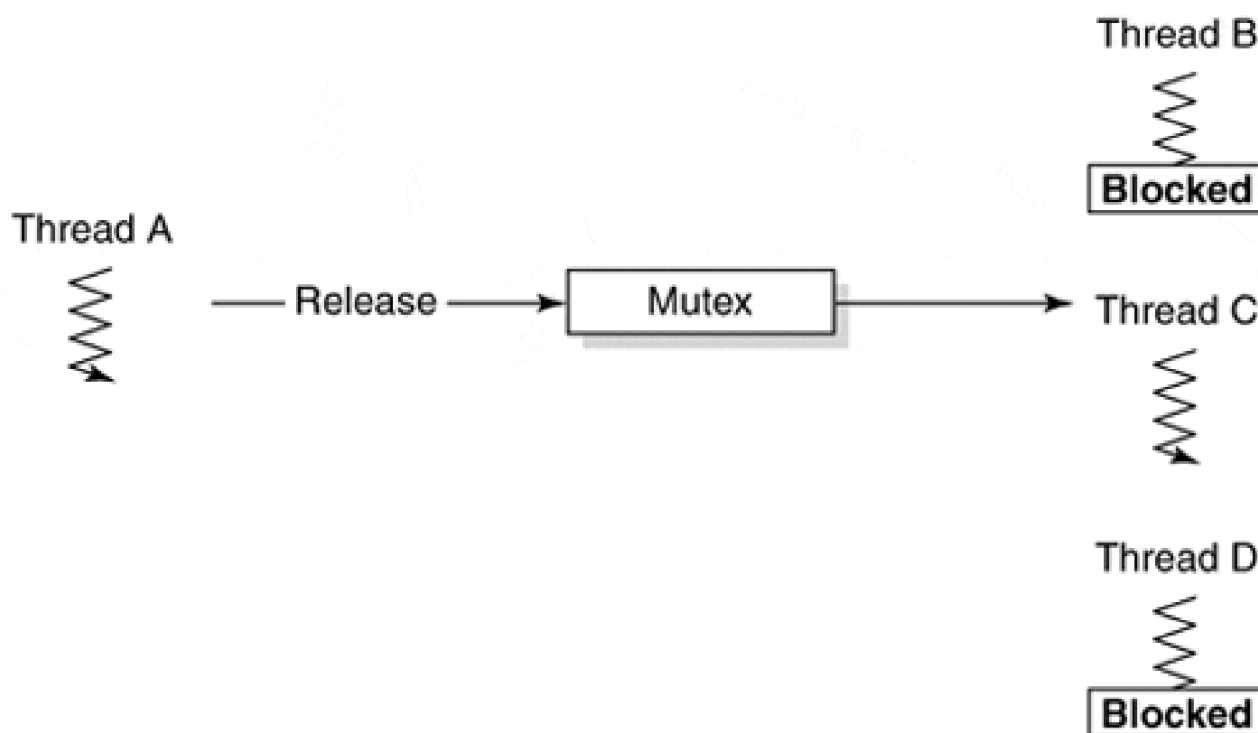 Thread B
Blocked
Thread A
Release
Mutex
Thread C
Thread D
Blocked